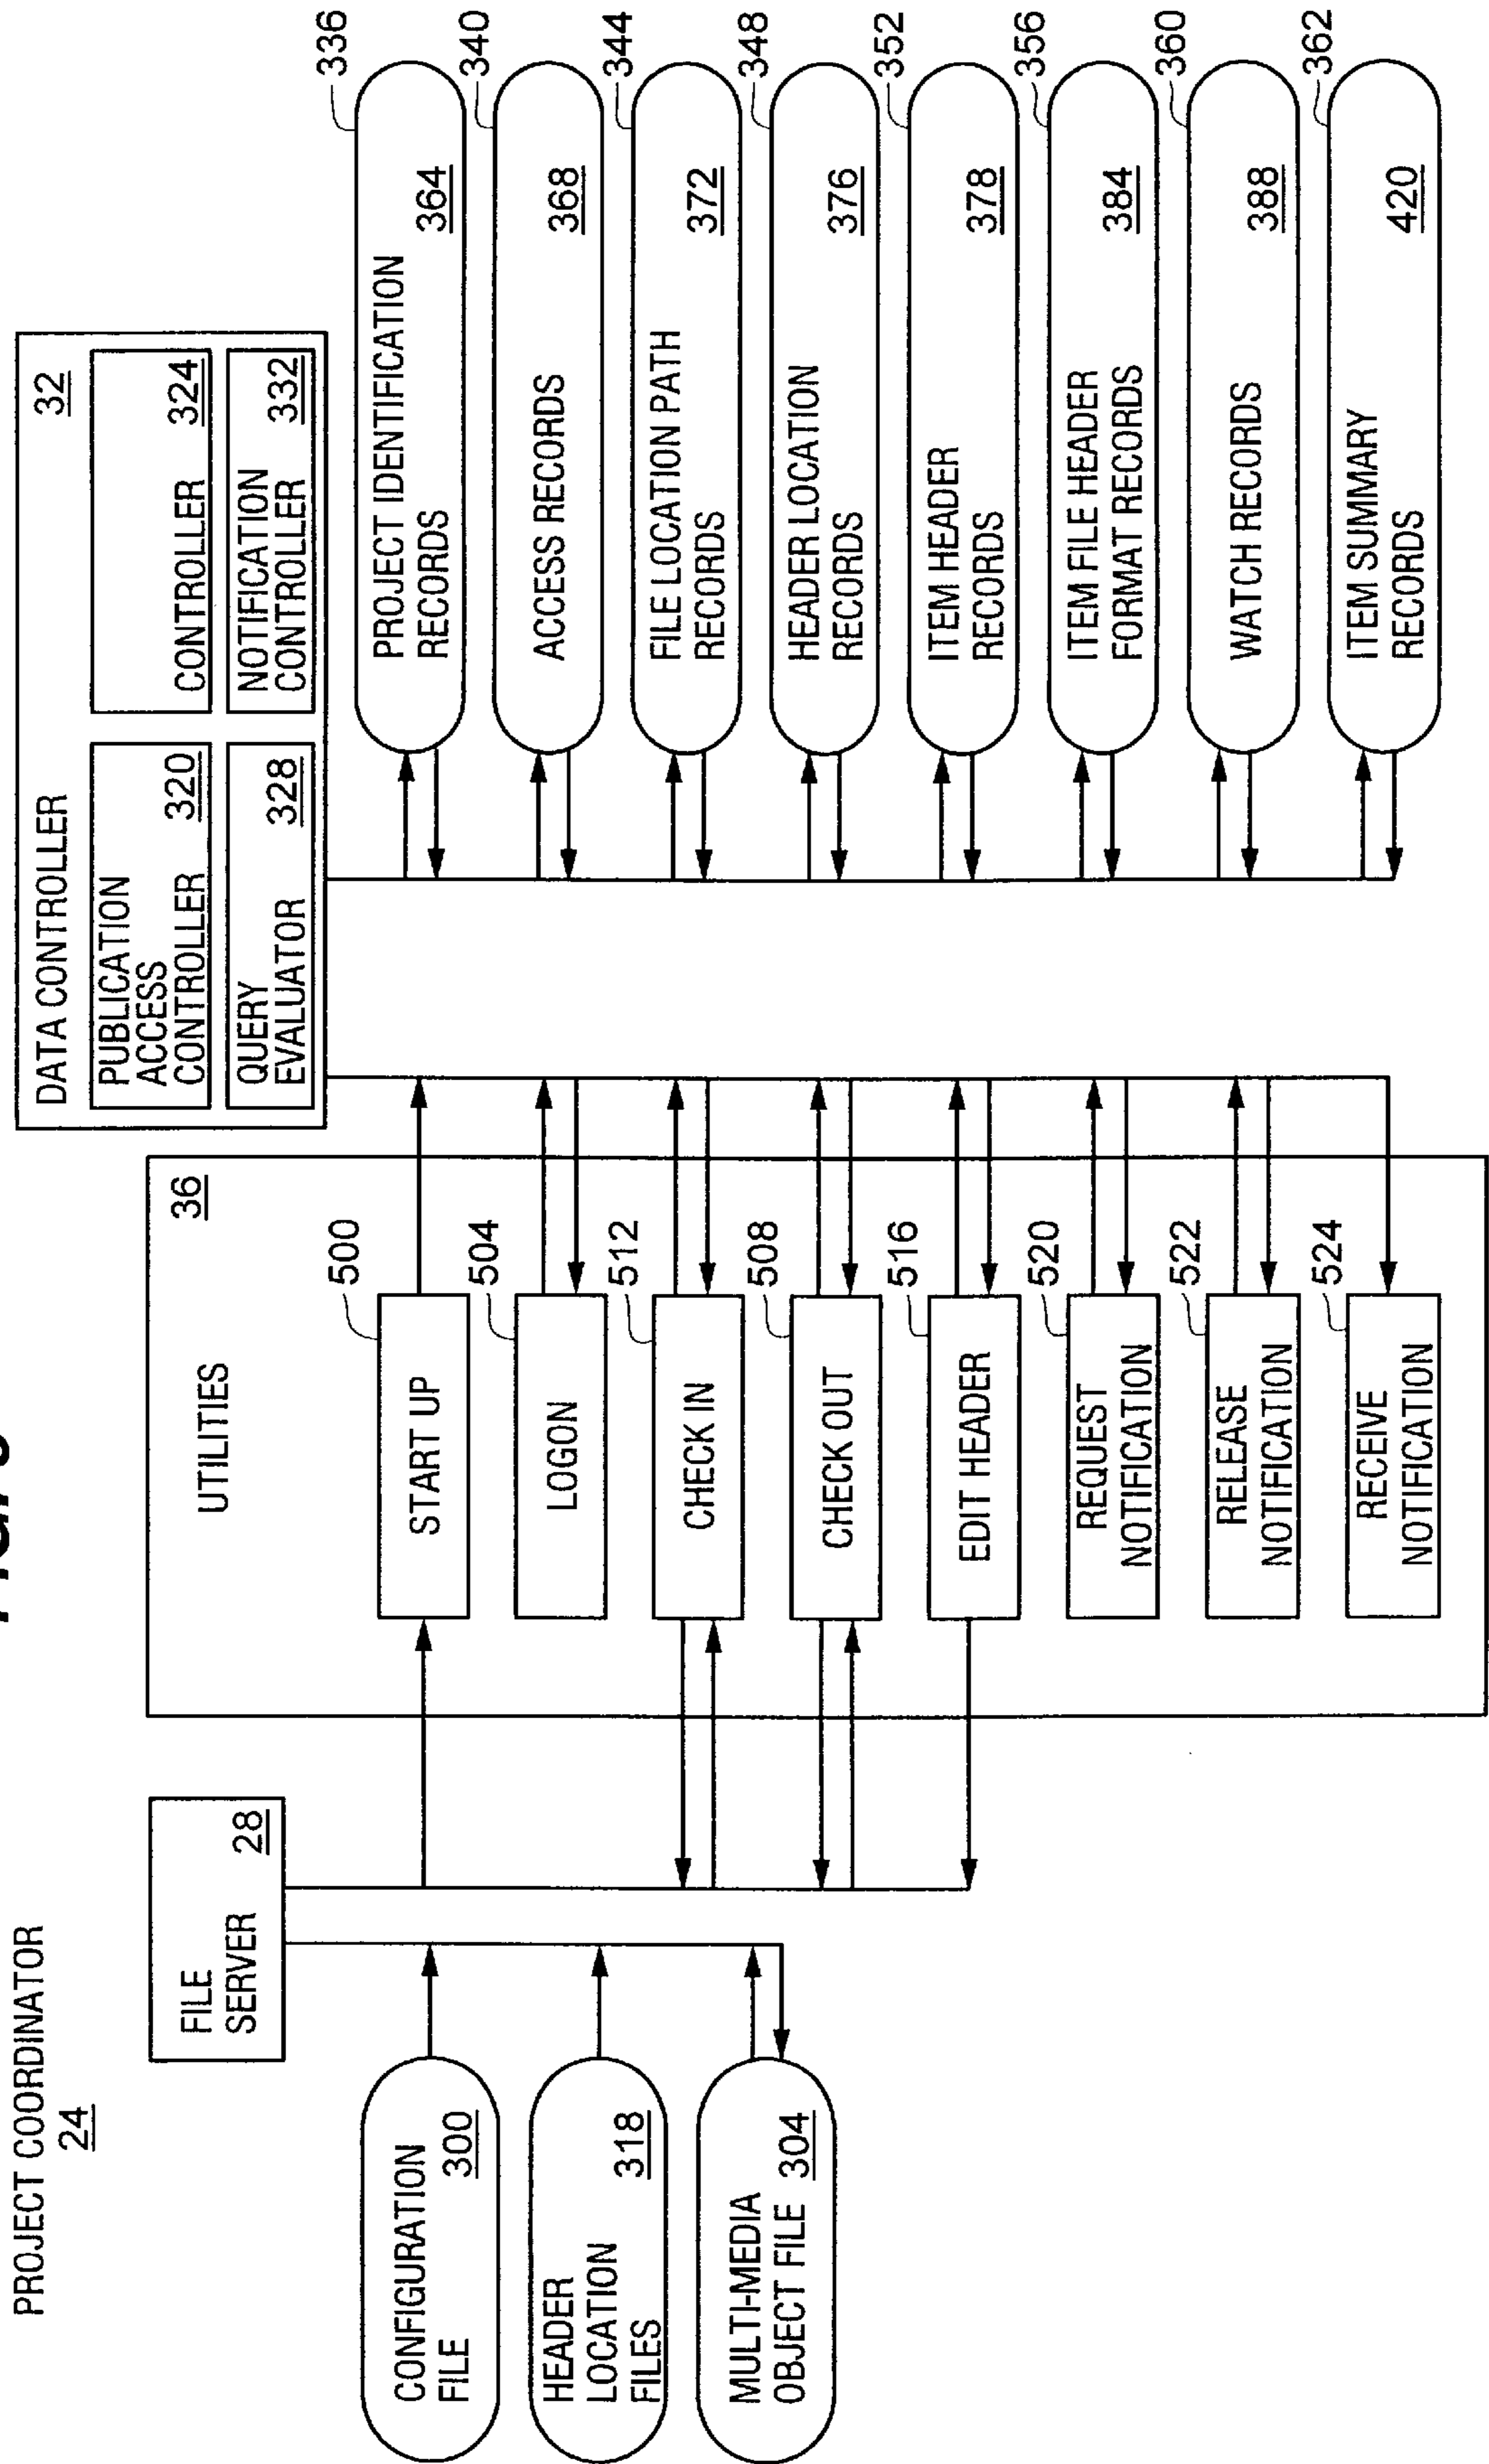 PROJECT COORDINATOR
24
FILE
SERVER 28
CONFIGURATION
FILE 300
HEADER
LOCATION
FILES 318
MULTI-MEDIA
OBJECT FILE 304
UTILITIES 36
START UP 500
LOGON 504
CHECK IN 512
CHECK OUT 508
EDIT HEADER 516
REQUEST
NOTIFICATION 520
RELEASE
NOTIFICATION 522
RECEIVE
NOTIFICATION 524
DATA CONTROLLER 32
PUBLICATION
ACCESS
CONTROLLER 320
CONTROLLER 324
QUERY
EVALUATOR 328
NOTIFICATION
CONTROLLER 332
336
PROJECT IDENTIFICATION
RECORDS 364
340
ACCESS RECORDS 368
344
FILE LOCATION PATH
RECORDS 372
348
HEADER LOCATION
RECORDS 376
352
ITEM HEADER
RECORDS 378
356
ITEM FILE HEADER
FORMAT RECORDS 384
360
WATCH RECORDS 388
362
ITEM SUMMARY
RECORDS 420